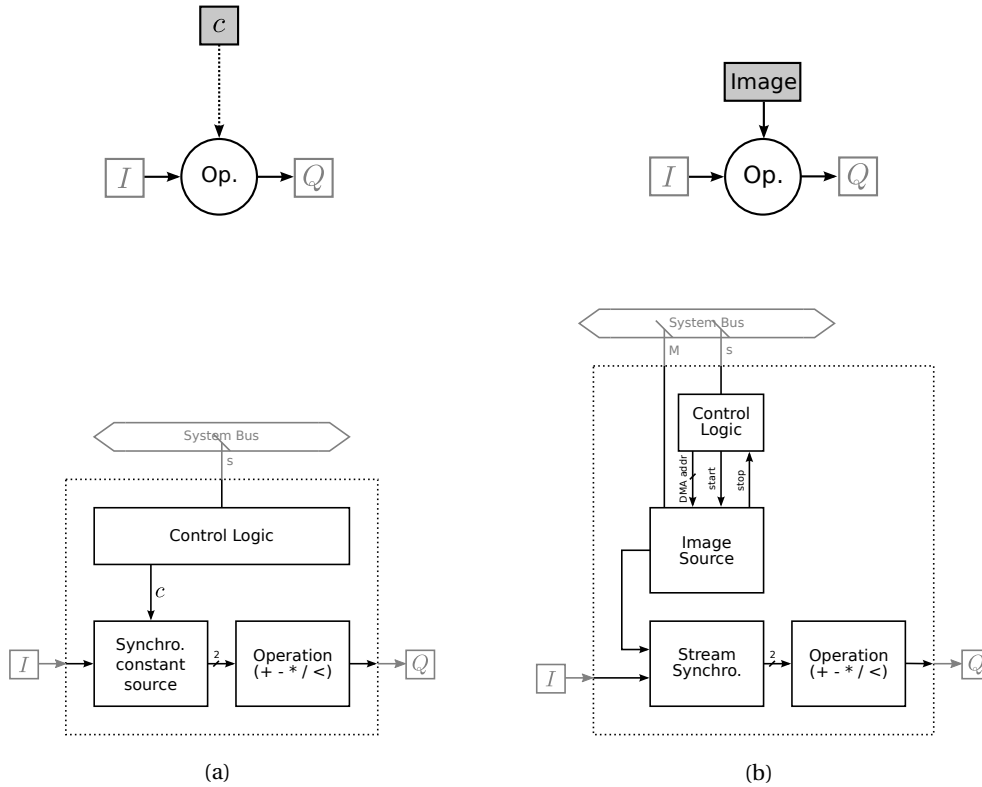 c
I
Op.
Q
Image
I
Op.
Q
System Bus
s
Control Logic
c
I
Synchro.
constant
source
2
Operation
(+ - * / <)
Q
(a)
System Bus
M
s
Control
Logic
DMA addr
start
stop
Image
Source
I
Stream
Synchro.
2
Operation
(+ - * / <)
Q
(b)